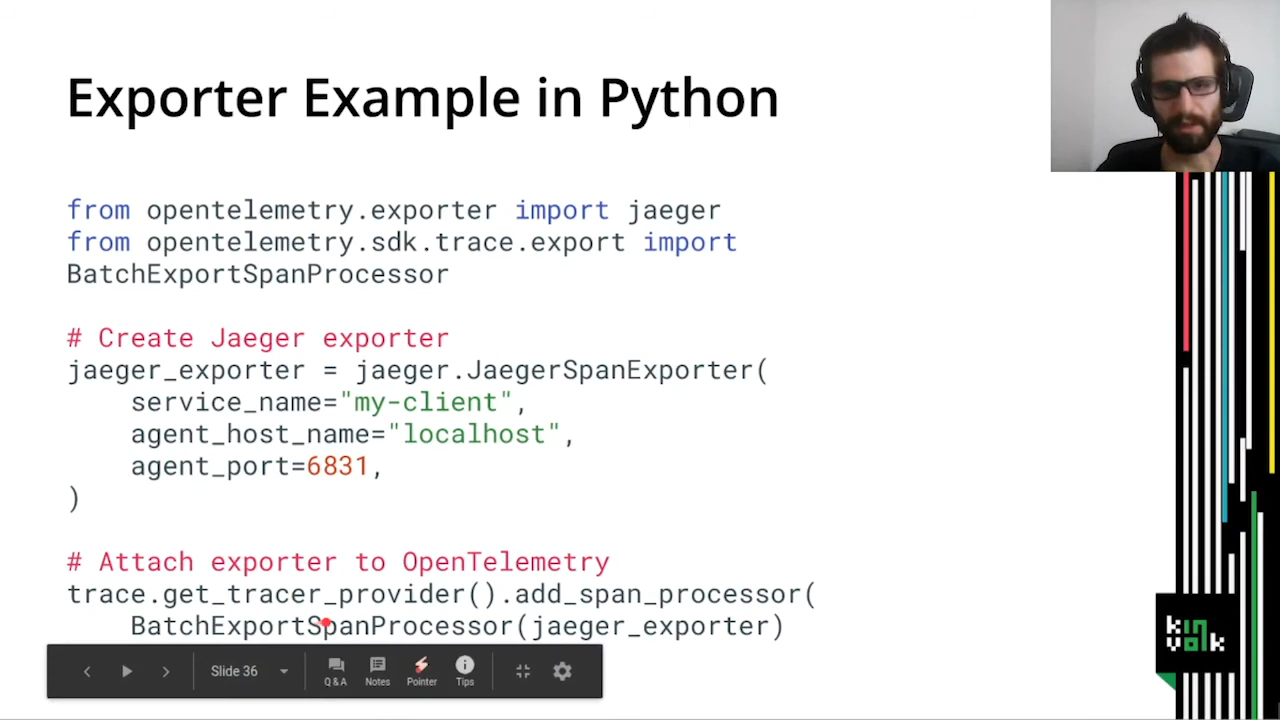 Exporter Example in Python
from opentelemetry.exporter import jaeger
from opentelemetry.sdk.trace.export import
BatchExportSpanProcessor
# Create Jaeger exporter
jaeger_exporter = jaeger.JaegerSpanExporter(
    service_name="my-client",
    agent_host_name="localhost",
    agent_port=6831,
)
# Attach exporter to OpenTelemetry
trace.get_tracer_provider().add_span_processor(
    BatchExportSpanProcessor(jaeger_exporter)
Slide 36
Q & A
Notes
Pointer
Tips
kin
volk